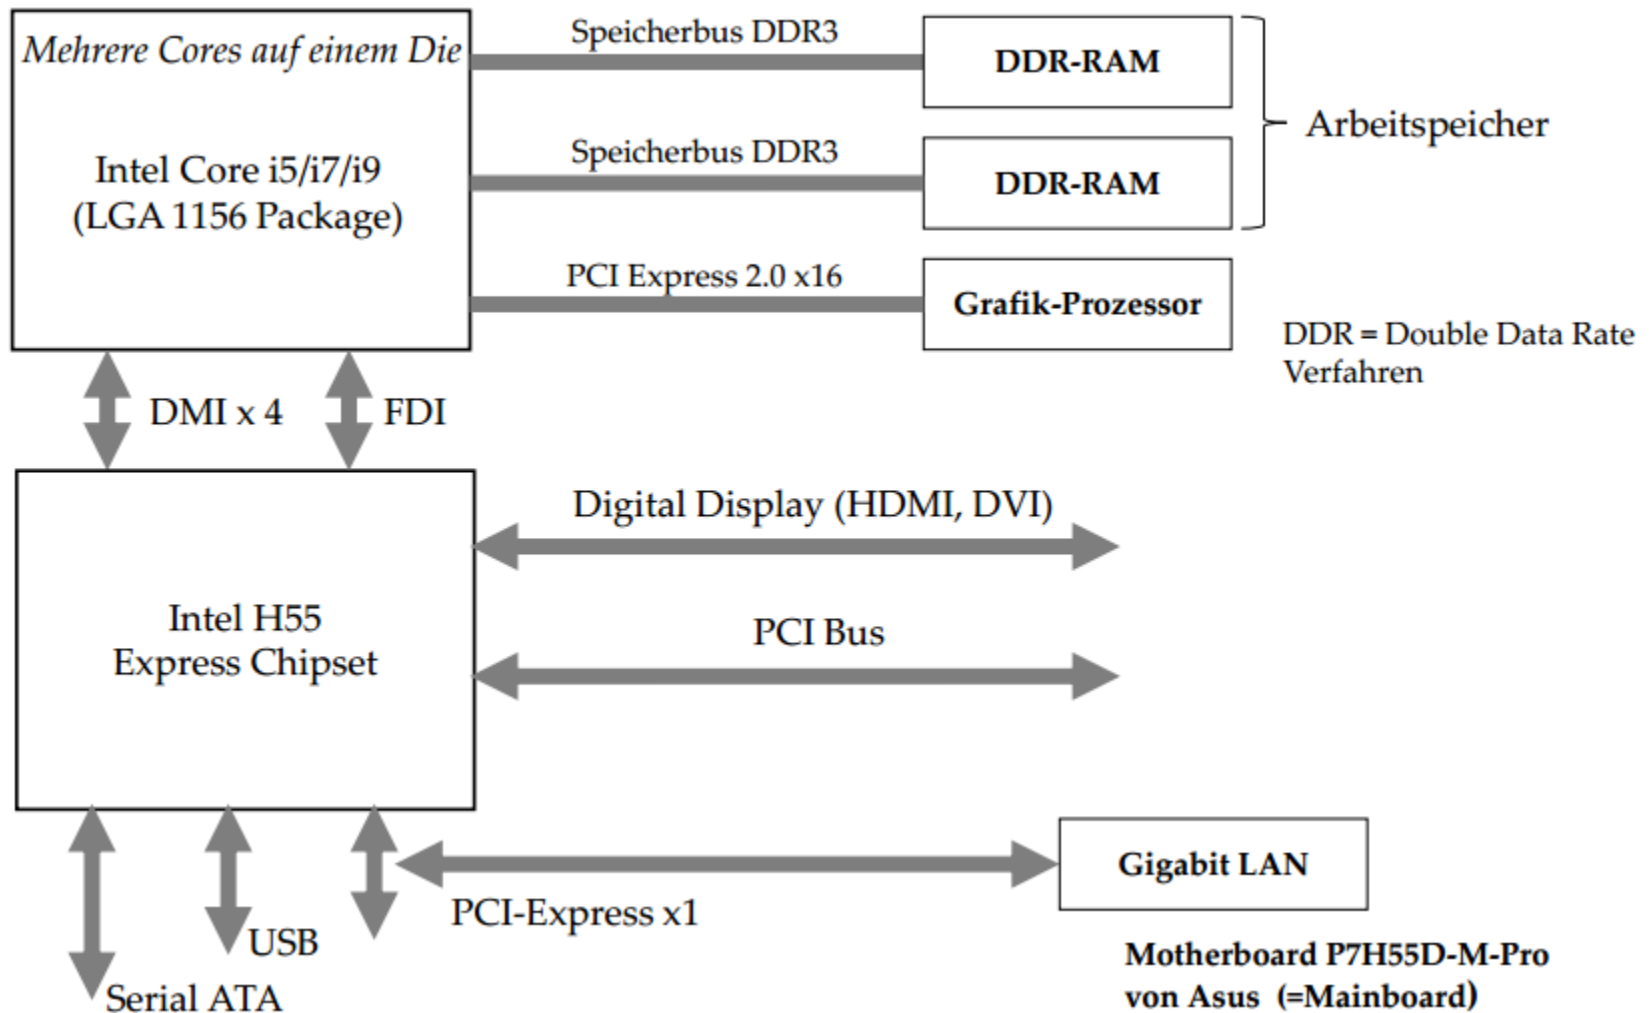 Mehrere Cores auf einem Die
Intel Core i5/i7/i9
(LGA 1156 Package)
Speicherbus DDR3
DDR-RAM
Speicherbus DDR3
DDR-RAM
Arbeitspeicher
PCI Express 2.0 x16
Grafik-Prozessor
DDR = Double Data Rate
Verfahren
DMI x 4
FDI
Intel H55
Express Chipset
Digital Display (HDMI, DVI)
PCI Bus
PCI-Express x1
Gigabit LAN
USB
Serial ATA
Motherboard P7H55D-M-Pro
von Asus (=Mainboard)